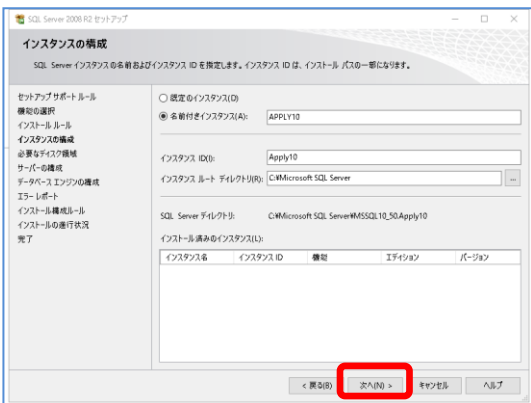 SQL Server 2008 R2 セットアップ
インスタンスの構成
SQL Server インスタンスの名前およびインスタンス ID を指定します。インスタンス ID は、インストール パスの一部になります。
セットアップ サポート ルール
機能の選択
インストール ルール
インスタンスの構成
必要なディスク領域
サーバーの構成
データベース エンジンの構成
エラー レポート
インストール構成ルール
インストールの進行状況
完了
既定のインスタンス(D)
名前付きインスタンス(A): APPLY10
インスタンス ID(I): Apply10
インスタンス ルート ディレクトリ(R): C:¥Microsoft SQL Server ...
SQL Server ディレクトリ: C:¥Microsoft SQL Server¥MSSQL10_50.Apply10
インストール済みのインスタンス(L):
インスタンス名 インスタンス ID 機能 エディション バージョン
< 戻る(B) 次へ(N) > キャンセル ヘルプ